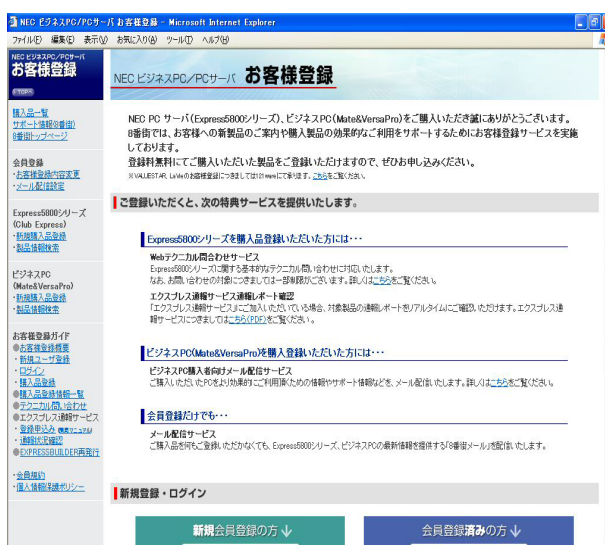 NEC ビジネスPC/PCサーバ お客様登録 - Microsoft Internet Explorer
ファイル(F) 編集(E) 表示(V) お気に入り(A) ツール(T) ヘルプ(H)
NEC ビジネスPC/PCサーバ
お客様登録
購入品一覧
サポート情報(8番街)
8番街トップページ
会員登録
・お客様登録内容変更
・メール配信設定
Express5800シリーズ
(Club Express)
・新規購入品登録
・製品情報検索
ビジネスPC
(Mate&VersaPro)
・新規購入品登録
・製品情報検索
お客様登録ガイド
●お客様登録概要
・新規ユーザ登録
・ログイン
・購入品登録
●購入品登録情報一覧
●テクニカル問い合わせ
●エクスプレス通報サービス
・登録申込み
・通報状況確認
●EXPRESSBUILDER再発行
・会員規約
・個人情報保護ポリシー
NEC ビジネスPC/PCサーバ お客様登録
NEC PC サーバ(Express5800シリーズ)、ビジネスPC(Mate&VersaPro)をご購入いただき誠にありがとうございます。
8番街では、お客様への新製品のご案内や購入製品の効果的なご利用をサポートするためにお客様登録サービスを実施
しております。
登録料無料にてご購入いただいた製品をご登録いただけますので、ぜひお申し込みください。
※VALUESTAR, LaVieのお客様登録につきましては121wareにて承ります。こちらをご覧ください。
ご登録いただくと、次の特典サービスを提供いたします。
Express5800シリーズを購入品登録いただいた方には・・・
Webテクニカル問合わせサービス
Express5800シリーズに関する基本的なテクニカル問い合わせに対応いたします。
なお、お問い合わせの対象につきましては一部制限がございます。詳しくはこちらをご覧ください。
エクスプレス通報サービス通報レポート確認
「エクスプレス通報サービス」にご加入いただいている場合、対象製品の通報レポートをリアルタイムにご確認いただけます。エクスプレス通
報サービスにつきましてはこちら(PDF)をご覧ください。
ビジネスPC(Mate&VersaPro)を購入登録いただいた方には・・・
ビジネスPC購入者向けメール配信サービス
ご購入いただいたPCをより効果的にご利用頂くための情報やサポート情報などを、メール配信いたします。詳しくはこちらをご覧ください。
会員登録だけでも・・・
メール配信サービス
ご購入品を何もご登録いただかなくても、Express5800シリーズ、ビジネスPCの最新情報を提供する「8番街メール」を配信いたします。
新規登録・ログイン
新規会員登録の方↓
会員登録済みの方↓